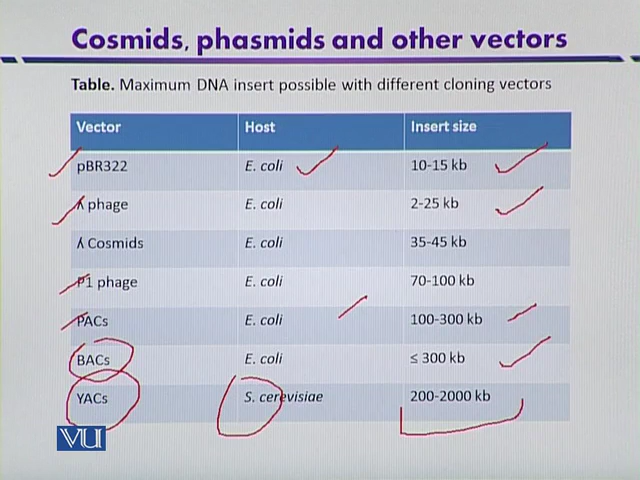 Cosmids, phasmids and other vectors
Table. Maximum DNA insert possible with different cloning vectors
Vector Host Insert size
pBR322 E. coli 10-15 kb
ʎ phage E. coli 2-25 kb
ʎ Cosmids E. coli 35-45 kb
P1 phage E. coli 70-100 kb
PACs E. coli 100-300 kb
BACs E. coli ≤ 300 kb
YACs S. cerevisiae 200-2000 kb
VU